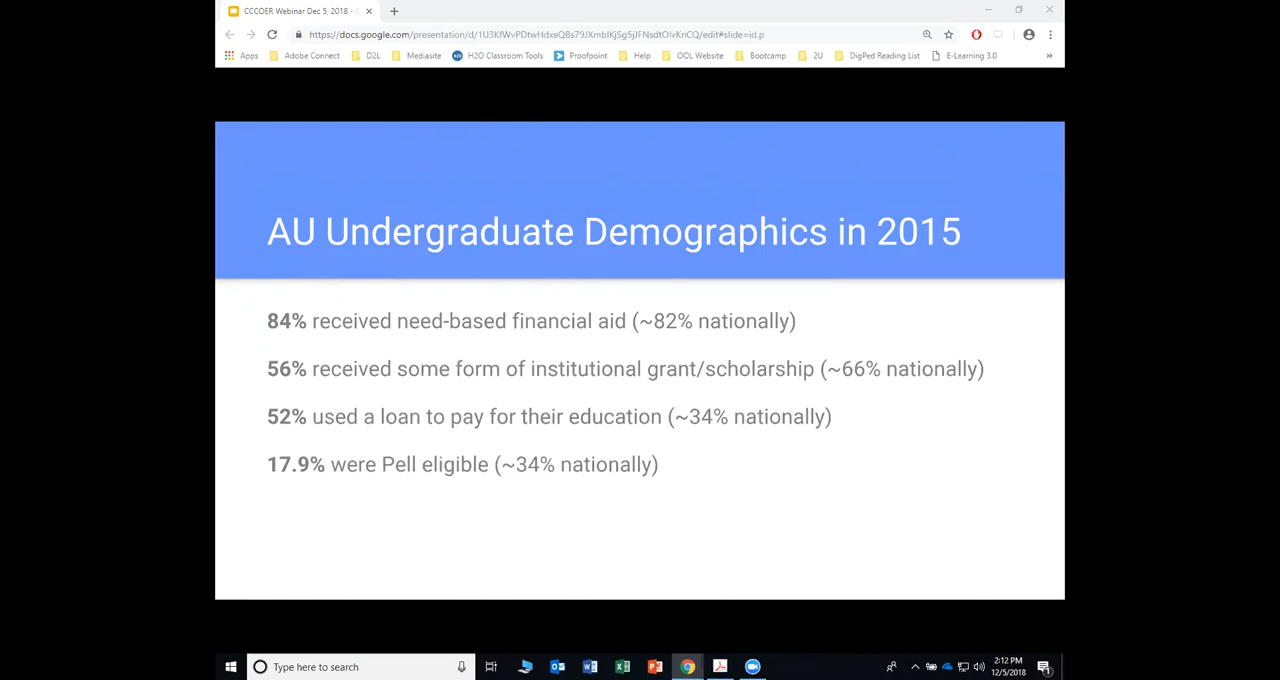 CCCOER Webinar Dec 5, 2018 - G
https://docs.google.com/presentation/d/1U3KfWvPDtwHdxeQBs79JXmbIKjSg5jJFNsdtOlvKnCQ/edit#slide=id.p
Apps Adobe Connect D2L Mediasite H2O Classroom Tools Proofpoint Help OOL Website Bootcamp 2U DigPed Reading List E-Learning 3.0 »
AU Undergraduate Demographics in 2015
84% received need-based financial aid (~82% nationally)
56% received some form of institutional grant/scholarship (~66% nationally)
52% used a loan to pay for their education (~34% nationally)
17.9% were Pell eligible (~34% nationally)
Type here to search
2:12 PM
12/5/2018